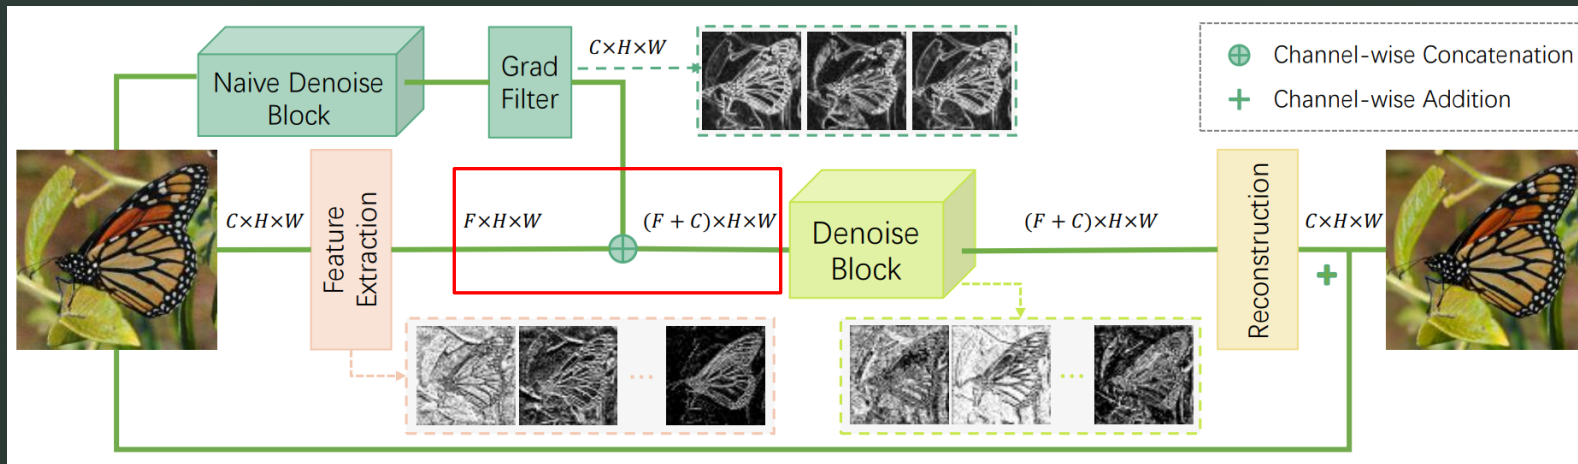 Naive Denoise
Block
Grad
Filter
C×H×W
Channel-wise Concatenation
Channel-wise Addition
C×H×W
Feature
Extraction
F×H×W
(F + C)×H×W
Denoise
Block
(F + C)×H×W
Reconstruction
C×H×W